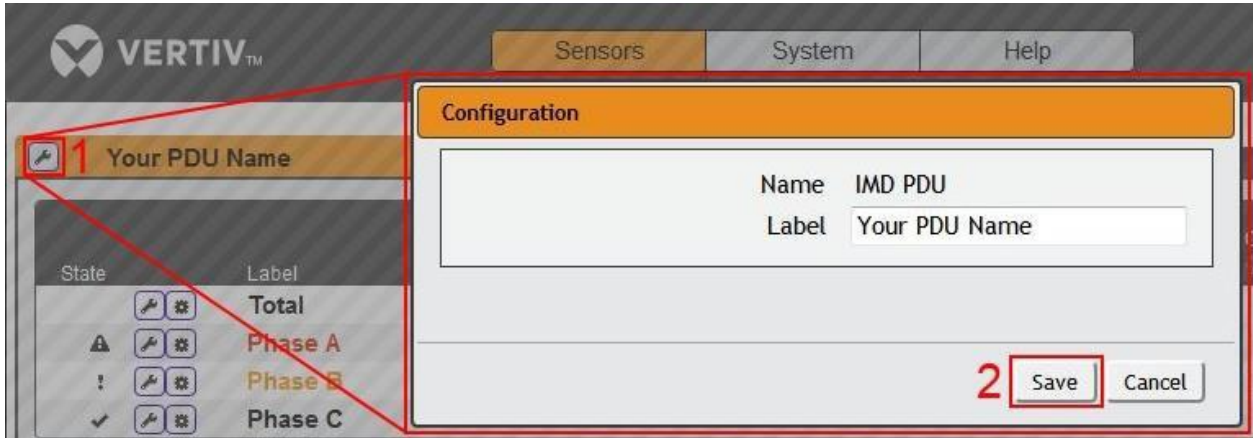 VERTIV™
Sensors System Help
Configuration
1 Your PDU Name
Name IMD PDU
Label Your PDU Name
State Label
Total
Phase A
Phase B
Phase C
2 Save Cancel